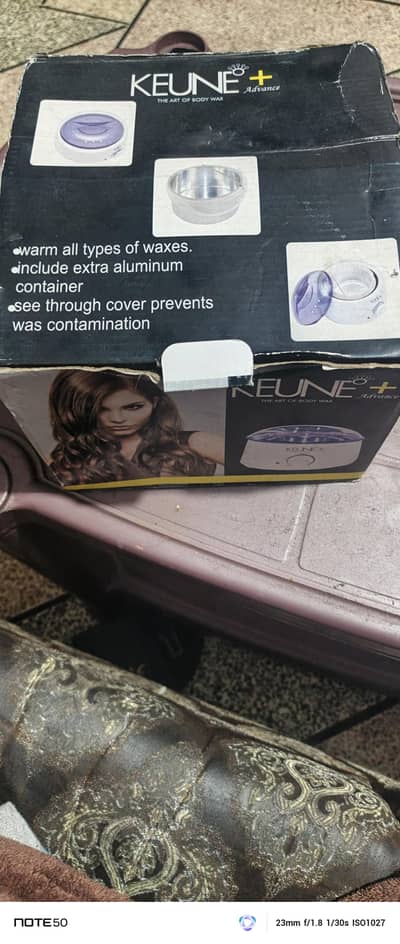 KEUNE +
Advance
THE ART OF BODY WAX
•warm all types of waxes.
•include extra aluminum
container
•see through cover prevents
was contamination
KEUNE +
Advance
THE ART OF BODY WAX
KEUNE
NOTE50
23mm f/1.8 1/30s ISO1027